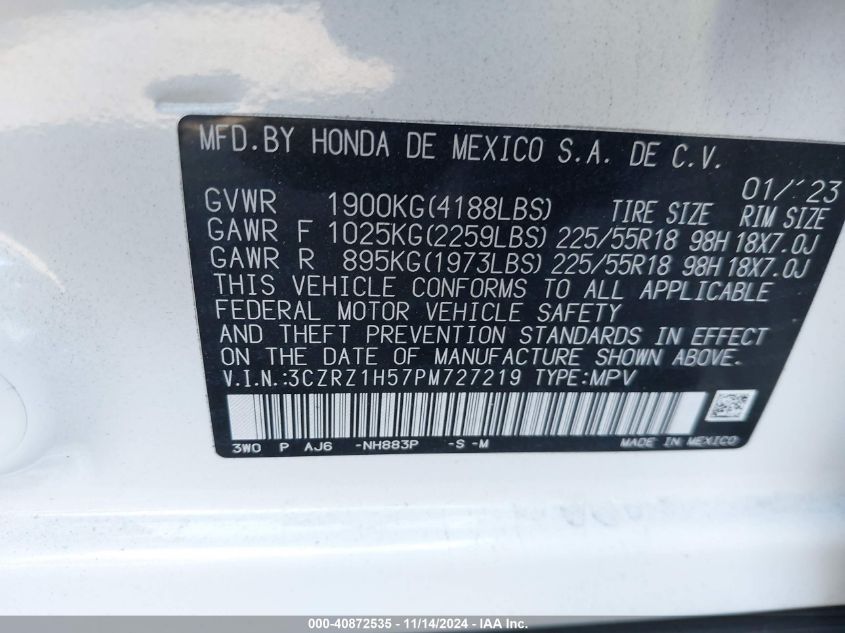 MFD.BY HONDA DE MEXICO S.A. DE C.V.
01/'23
GVWR 1900KG(4188LBS) TIRE SIZE RIM SIZE
GAWR F 1025KG(2259LBS) 225/55R18 98H 18X7.0J
GAWR R 895KG(1973LBS) 225/55R18 98H 18X7.0J
THIS VEHICLE CONFORMS TO ALL APPLICABLE
FEDERAL MOTOR VEHICLE SAFETY
AND THEFT PREVENTION STANDARDS IN EFFECT
ON THE DATE OF MANUFACTURE SHOWN ABOVE.
V.I.N.:3CZRZ1H57PM727219 TYPE:MPV
3W0 P AJ6 -NH883P -S -M MADE IN MEXICO
000-40872535 - 11/14/2024 - IAA Inc.